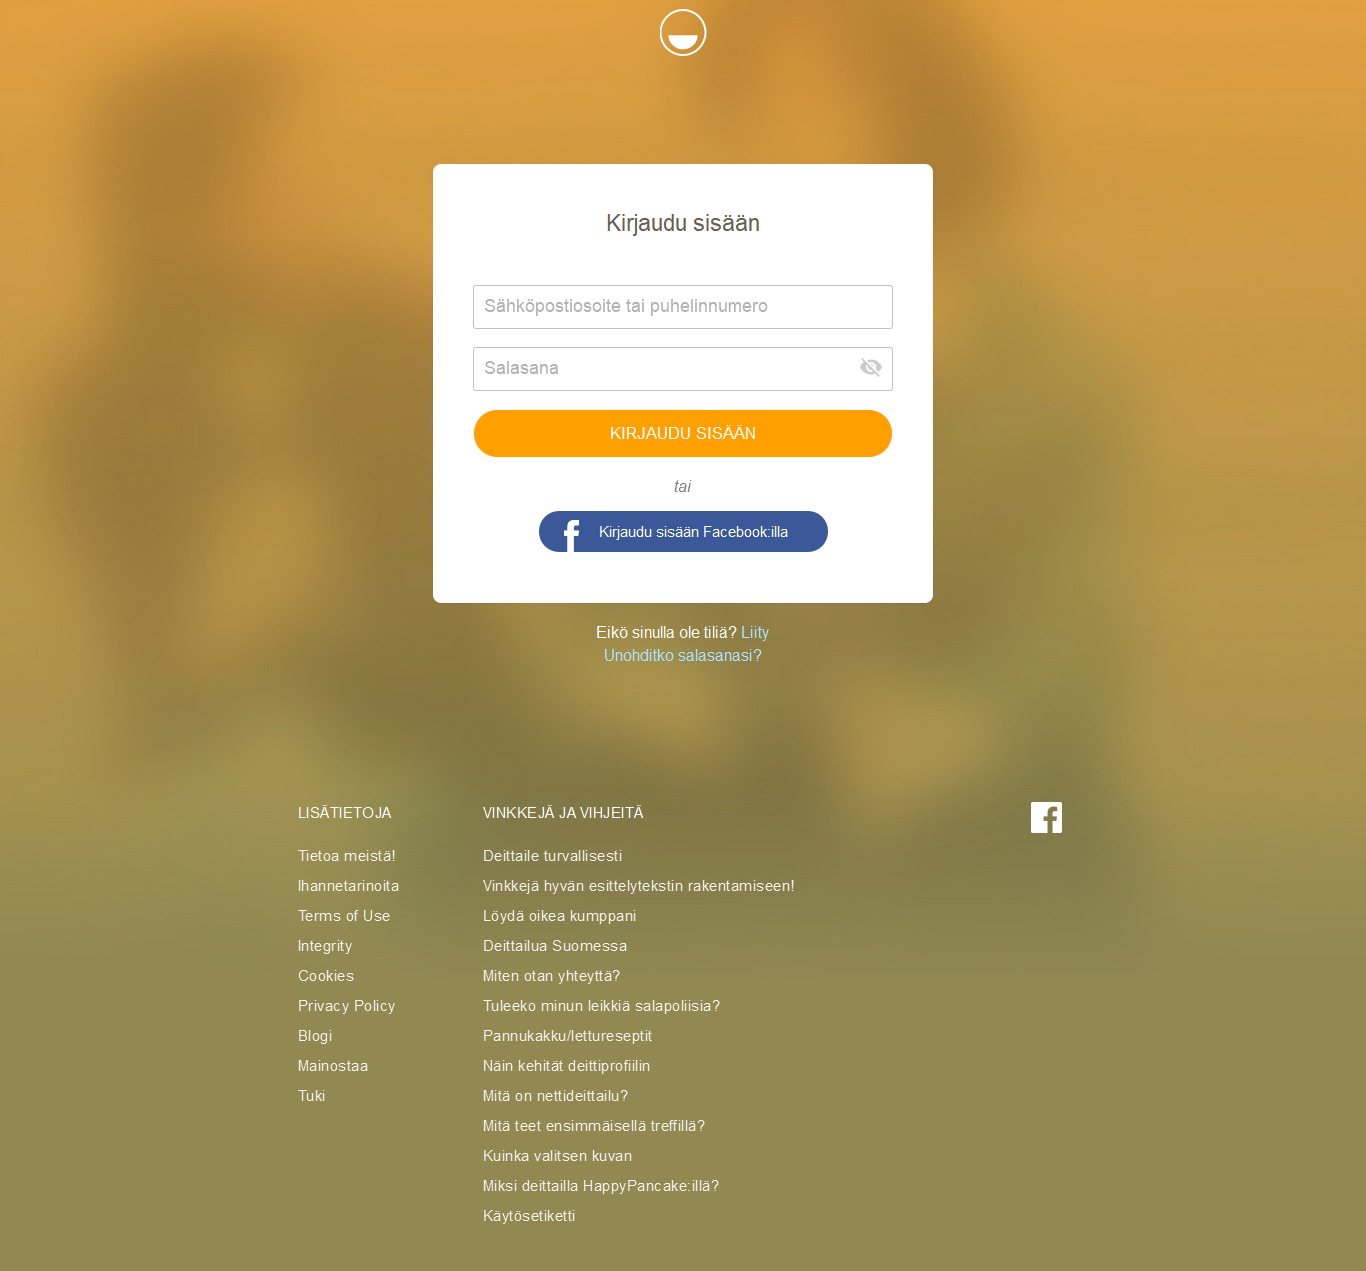 Kirjaudu sisään
Sähköpostiosoite tai puhelinnumero
Salasana
KIRJAUDU SISÄÄN
tai
Kirjaudu sisään Facebook:illa
Eikö sinulla ole tiliä? Liity
Unohditko salasanasi?
LISÄTIETOJA
Tietoa meistä!
Ihannetarinoita
Terms of Use
Integrity
Cookies
Privacy Policy
Blogi
Mainostaa
Tuki
VINKKEJÄ JA VIHJEITÄ
Deittaile turvallisesti
Vinkkejä hyvän esittelytekstin rakentamiseen!
Löydä oikea kumppani
Deittailua Suomessa
Miten otan yhteyttä?
Tuleeko minun leikkiä salapoliisia?
Pannukakku/lettureseptit
Näin kehität deittiprofiilin
Mitä on nettideittailu?
Mitä teet ensimmäisellä treffillä?
Kuinka valitsen kuvan
Miksi deittailla HappyPancake:illä?
Käytösetiketti